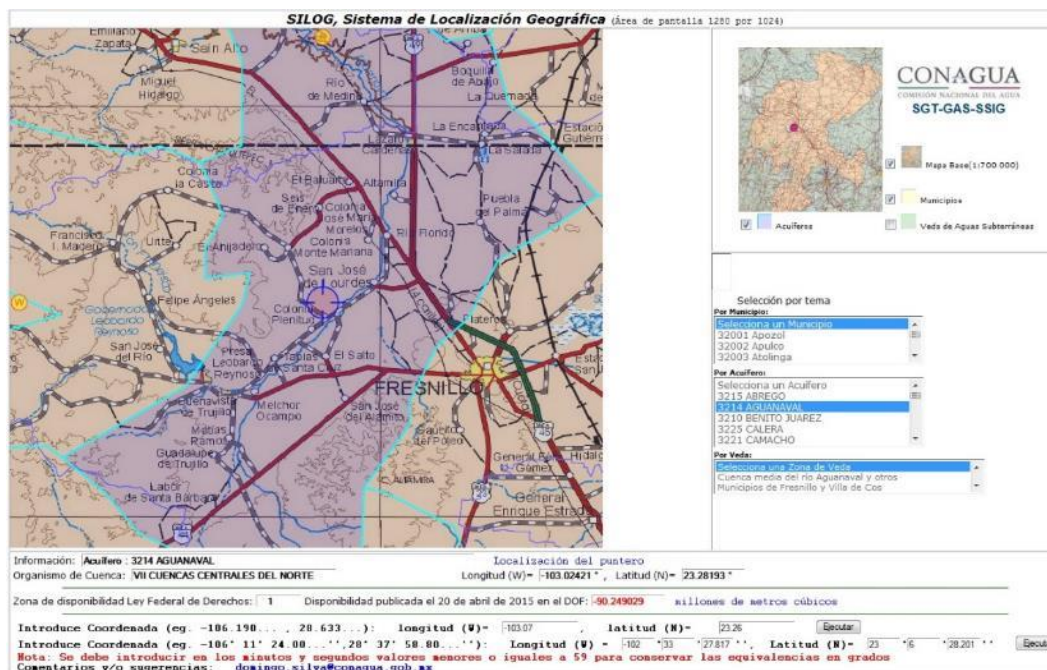 SILOG, Sistema de Localización Geográfica (Área de pantalla 1280 por 1024)
Emiliano
Zapata
Sain Alto
Miguel
Hidalgo
Río
de Medina
Boquilla
de Abajo
La Quemada
La Encantada
Estación
Lázaro
Cárdenas
La Salada
Colonia
El Baluarte
Altamira
Seis
de Enero
Colonia
José María
Morelos
Puebla
del Palmar
Francisco
I. Madero
El Ahijadero
Colonia
Monte Mariana
Río Florido
San José
de Lourdes
Felipe Ángeles
Gobernador
Leobardo
Reynoso
Colonia
Plenitud
Plateros
San José
del Río
Presa
Leobardo
Reynoso
Tapias
de Santa Cruz
El Salto
FRESNILLO
Buenavista
de Trujillo
Melchor
Ocampo
San José
del Alamito
Matías
Ramos
Guadalupe
de Trujillo
Labor
de Santa Bárbara
General
Enrique Estrada
49
45
44
W
CONAGUA
COMISIÓN NACIONAL DEL AGUA
SGT-GAS-SSIG
Mapa Base(1:700 000)
Municipios
Acuíferos
Veda de Aguas Subterráneas
Selección por tema
Por Municipio:
Selecciona un Municipio
32001 Apozol
32002 Apulco
32003 Atolinga
Por Acuífero:
Selecciona un Acuífero
3215 ABREGO
3214 AGUANAVAL
3210 BENITO JUAREZ
3225 CALERA
3221 CAMACHO
Por Veda:
Selecciona una Zona de Veda
Cuenca media del río Aguanaval y otros
Municipios de Fresnillo y Villa de Cos
Información: Acuífero : 3214 AGUANAVAL Localización del puntero
Organismo de Cuenca: VII CUENCAS CENTRALES DEL NORTE Longitud (W)= -103.02421 ° , Latitud (N)= 23.28193 °
Zona de disponibilidad Ley Federal de Derechos: 1 Disponibilidad publicada el 20 de abril de 2015 en el DOF: -90.249029 millones de metros cúbicos
Introduce Coordenada (eg. -106.190... , 28.633...): longitud (W)= -103.07 , latitud (N)= 23.26 Ejecutar
Introduce Coordenada (eg. -106° 11' 24.00...'',28° 37' 58.80...''): Longitud (W) = -102 ° 33 ' 27.817 '', Latitud (N)= 23 ° 6 ' 28.201 ''
Nota: Se debe introducir en los minutos y segundos valores menores o iguales a 59 para conservar las equivalencias en grados
Comentarios y/o sugerencias: domingo.silva@conagua.gob.mx